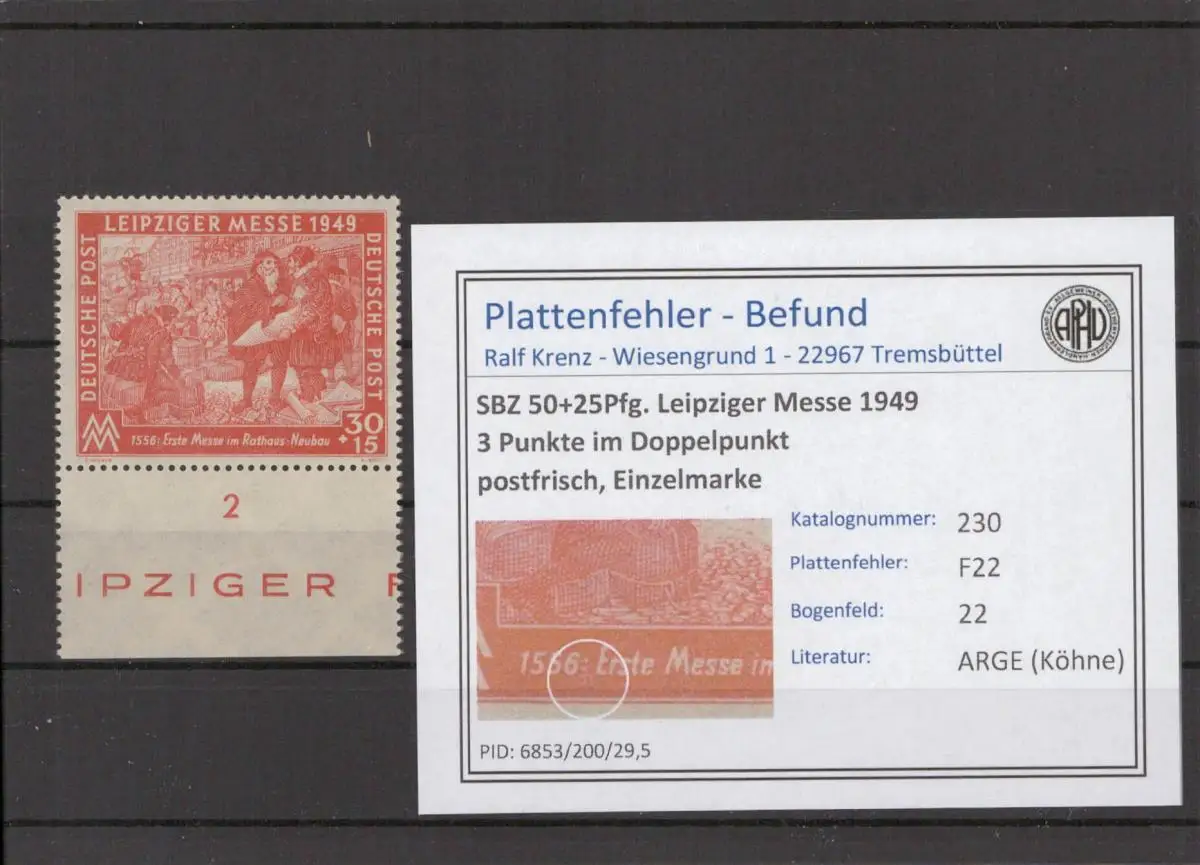 LEIPZIGER MESSE 1949
DEUTSCHE POST
DEUTSCHE POST
1556: Erste Messe im Rathaus-Neubau
30
+15
2
IPZIGER F
Plattenfehler - Befund
Ralf Krenz - Wiesengrund 1 - 22967 Tremsbüttel
APHV
SBZ 50+25Pfg. Leipziger Messe 1949
3 Punkte im Doppelpunkt
postfrisch, Einzelmarke
Katalognummer: 230
Plattenfehler: F22
Bogenfeld: 22
Literatur: ARGE (Köhne)
1556: Erste Messe im
PID: 6853/200/29,5